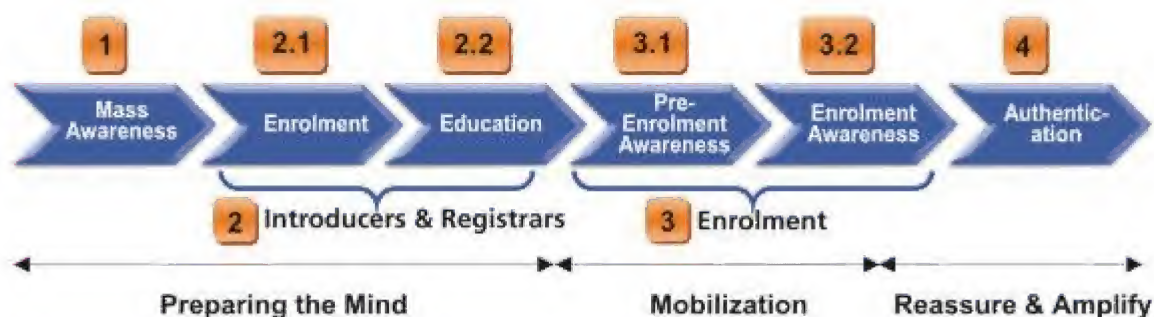 1
2.1
2.2
3.1
3.2
4
Mass
Awareness
Enrolment
Education
Pre-
Enrolment
Awareness
Enrolment
Awareness
Authentic-
ation
2 Introducers & Registrars
3 Enrolment
Preparing the Mind
Mobilization
Reassure & Amplify